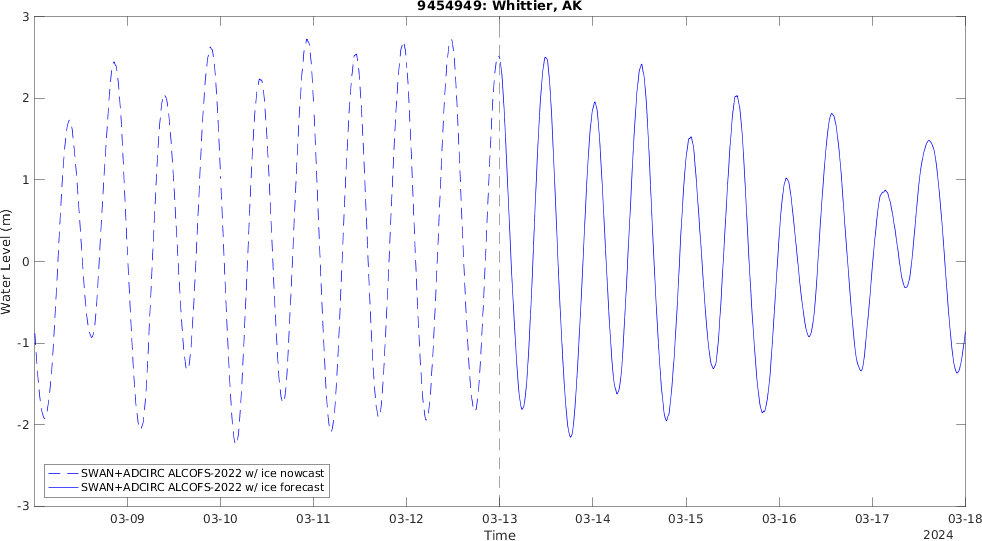 9454949: Whittier, AK
3
2
1
0
-1
-2
-3
Water Level (m)
SWAN+ADCIRC ALCOFS-2022 w/ ice nowcast
SWAN+ADCIRC ALCOFS-2022 w/ ice forecast
03-09 03-10 03-11 03-12 03-13 03-14 03-15 03-16 03-17 03-18
Time
2024